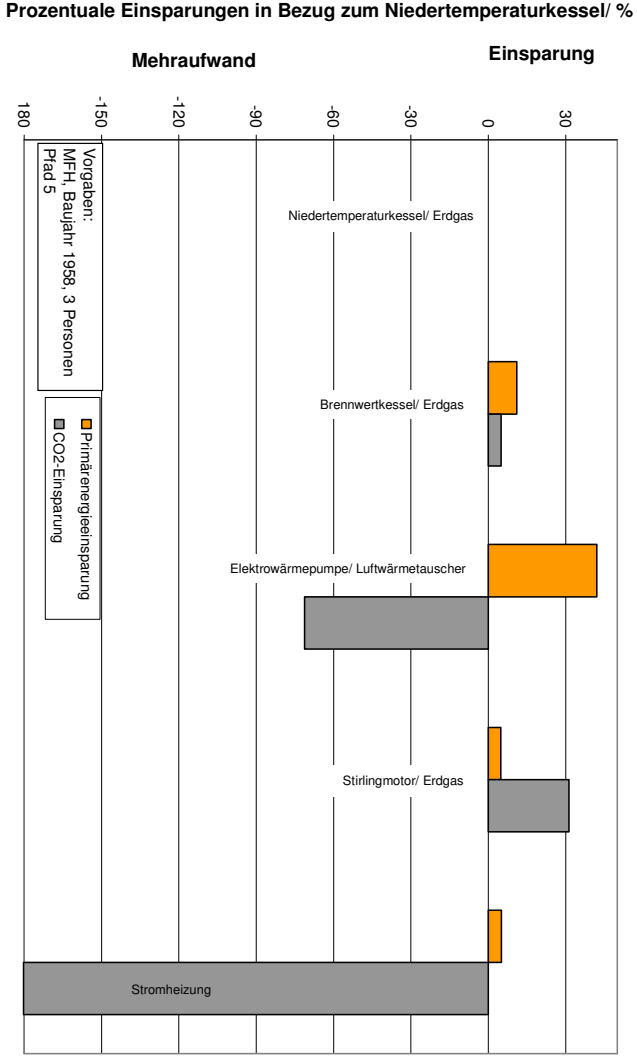 Prozentuale Einsparungen in Bezug zum Niedertemperaturkessel/ %
Mehraufwand
Einsparung
180
-150
-120
-90
-60
-30
0
30
Vorgaben:
MFH, Baujahr 1958, 3 Personen
Pfad 5
Primärenergieeinsparung
CO2-Einsparung
Niedertemperaturkessel/ Erdgas
Brennwertkessel/ Erdgas
Elektrowärmepumpe/ Luftwärmetauscher
Stirlingmotor/ Erdgas
Stromheizung